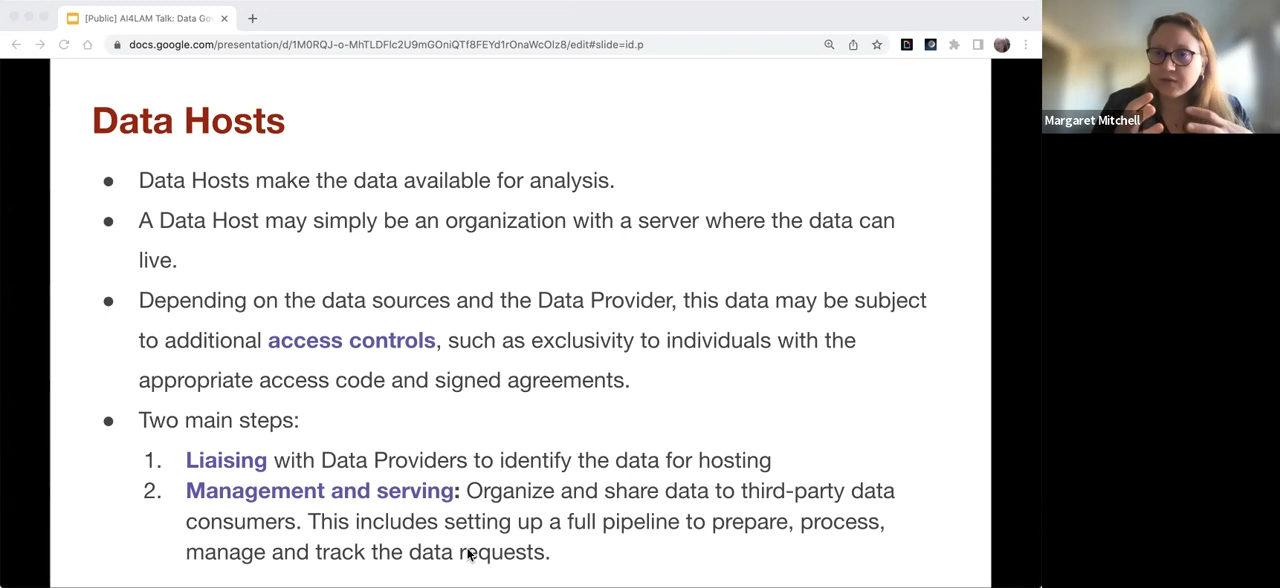 [Public] AI4LAM Talk: Data Go
docs.google.com/presentation/d/1M0RQJ-o-MhTLDFlc2U9mGOniQTf8FEYd1rOnaWcOlz8/edit#slide=id.p
Margaret Mitchell
Data Hosts
● Data Hosts make the data available for analysis.
● A Data Host may simply be an organization with a server where the data can
live.
● Depending on the data sources and the Data Provider, this data may be subject
to additional access controls, such as exclusivity to individuals with the
appropriate access code and signed agreements.
● Two main steps:
1. Liaising with Data Providers to identify the data for hosting
2. Management and serving: Organize and share data to third-party data
consumers. This includes setting up a full pipeline to prepare, process,
manage and track the data requests.